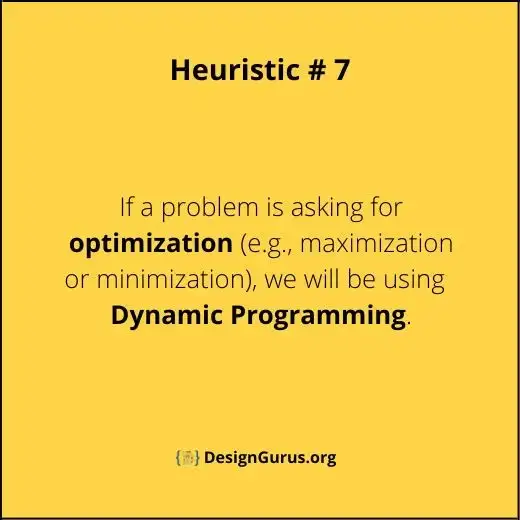 Heuristic # 7
If a problem is asking for
optimization (e.g., maximization
or minimization), we will be using
Dynamic Programming.
DesignGurus.org